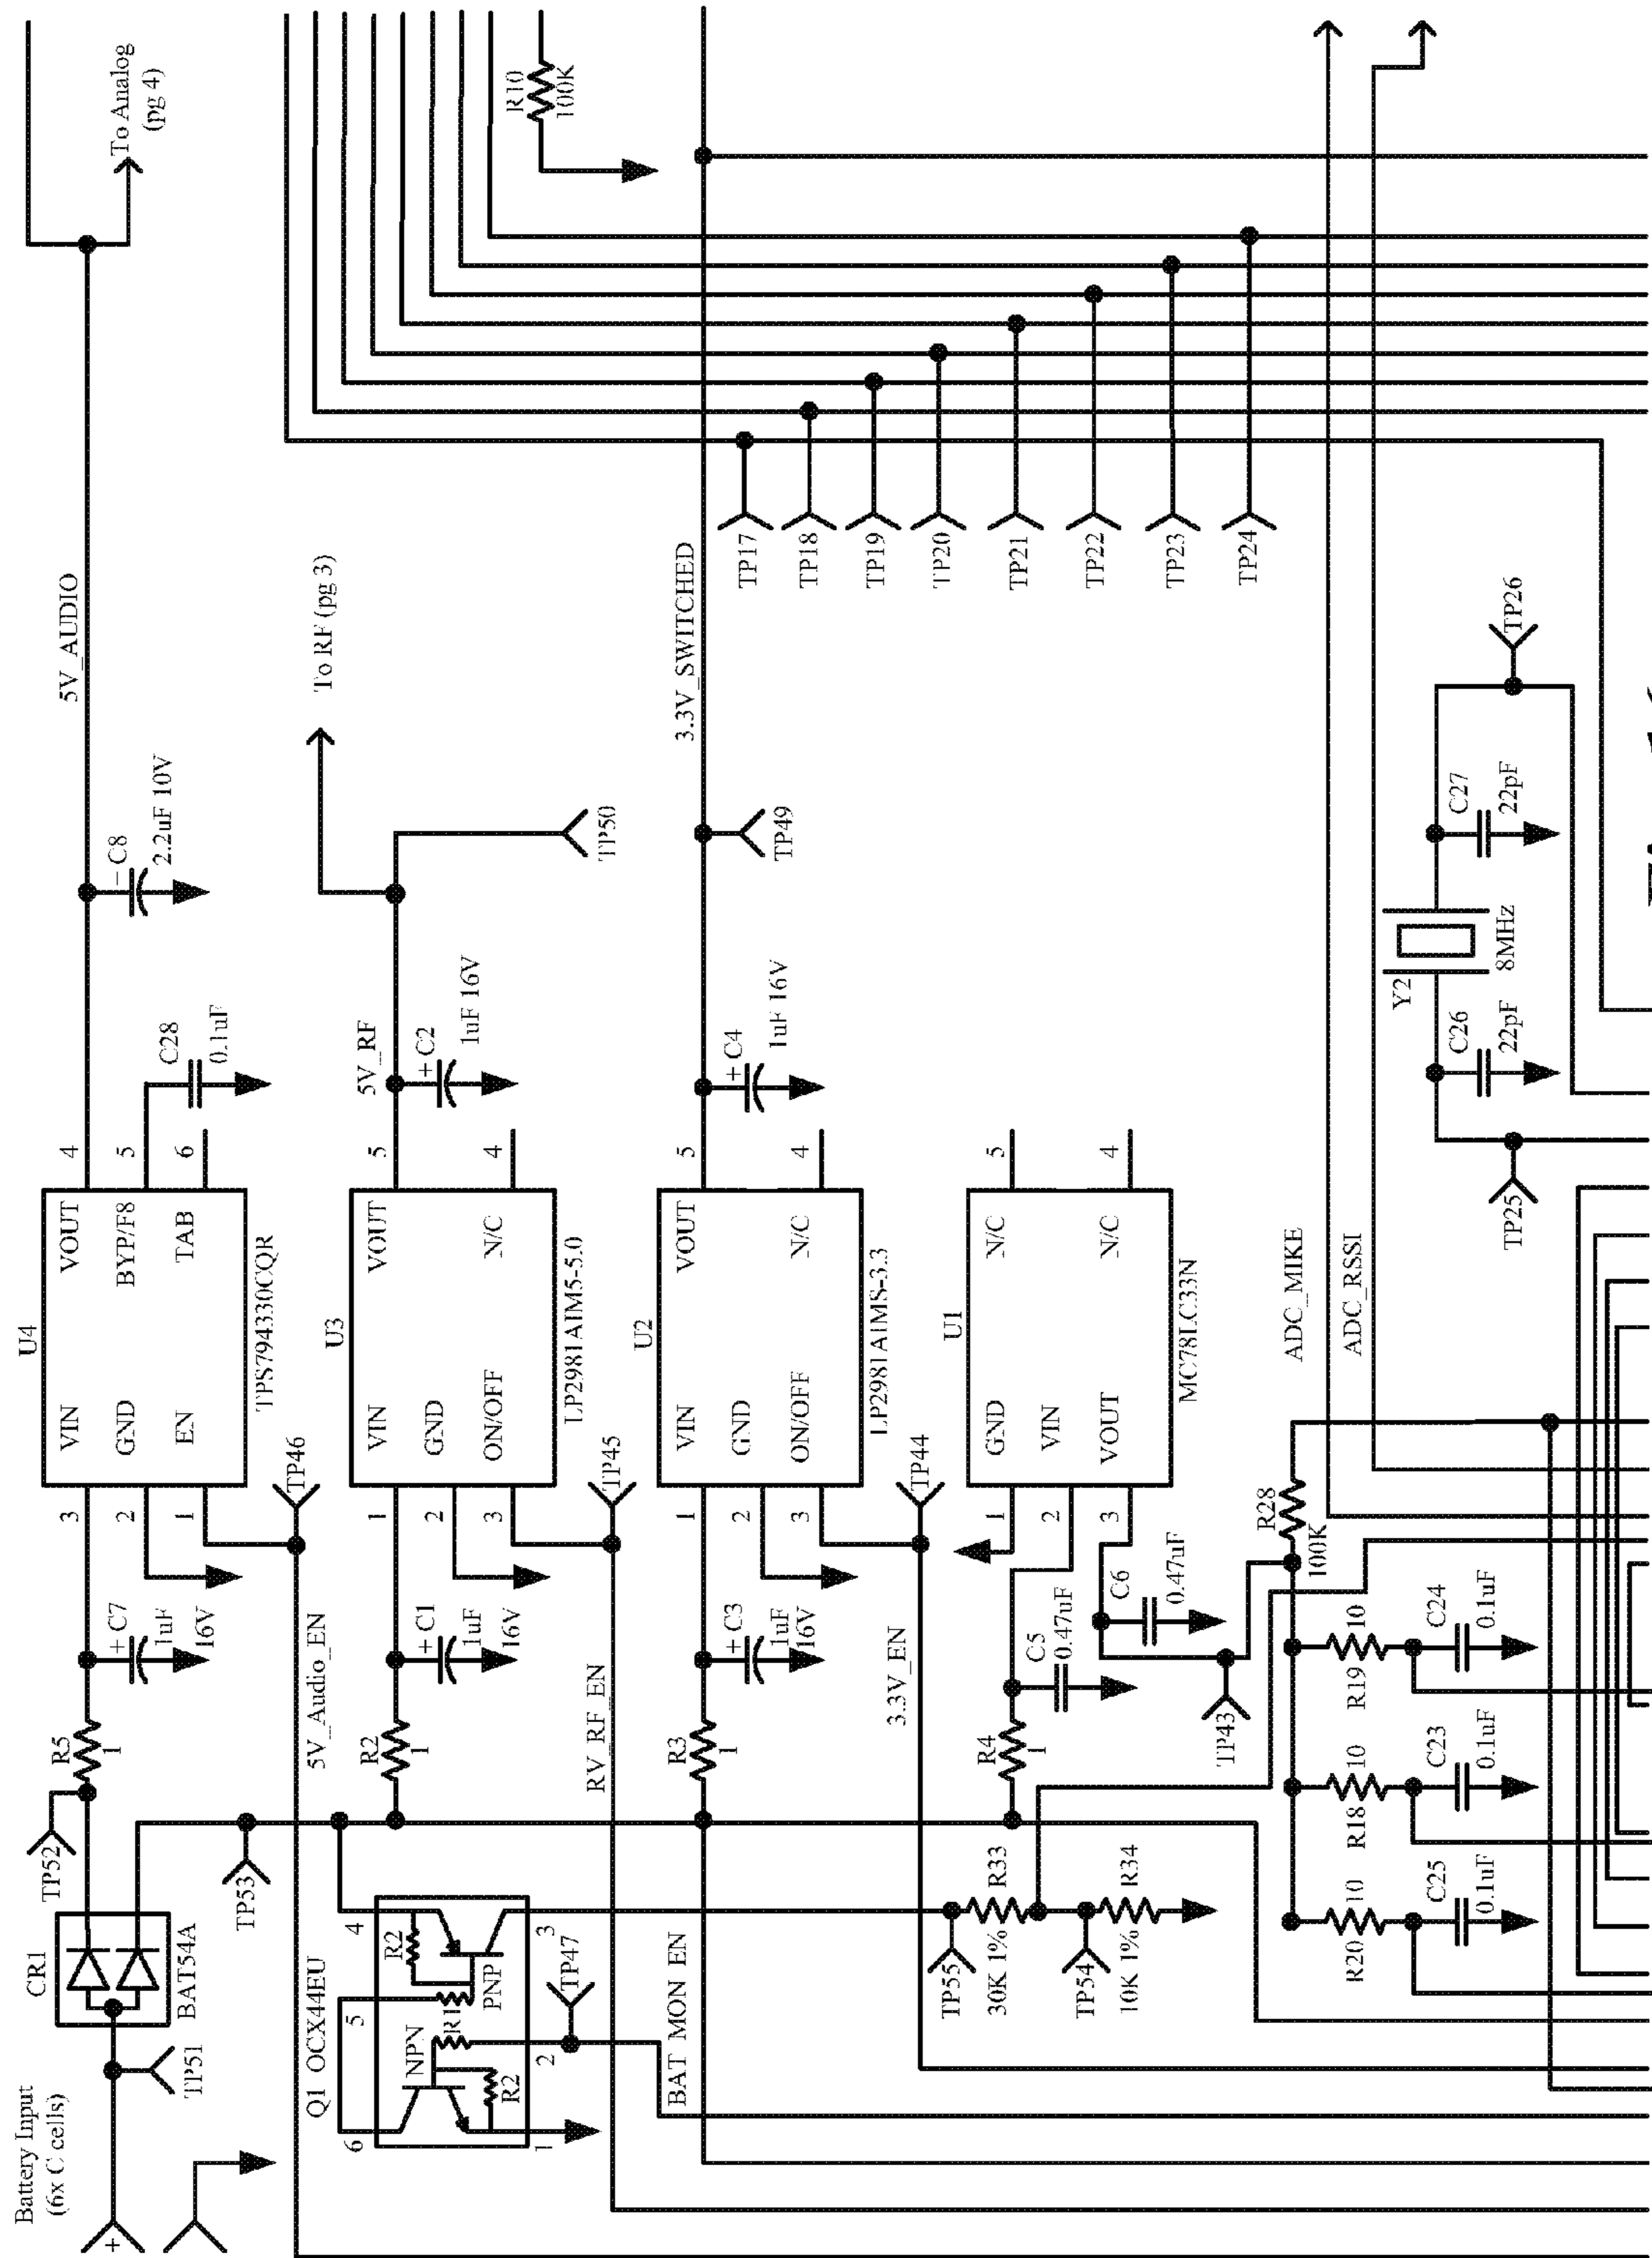 Battery Input
(6x C cells)
+
TP51
CR1
BAT54A
TP52
TP53
R5
1
+ C7
1uF
16V
U4
3
2
1
VIN
GND
EN
VOUT
BYP/F8
TAB
4
5
6
TPS794330CQR
TP46
C28
0.1uF
C8
2.2uF 10V
5V_AUDIO
To Analog
(pg 4)
5V_Audio_EN
Q1 OCX44EU
6
5
4
NPN
R1
R2
R2
PNP
1
2
3
TP47
R2
1
+ C1
1uF
16V
U3
1
2
3
VIN
GND
ON/OFF
VOUT
N/C
5
4
LP2981AIM5-5.0
TP45
5V_RF
+ C2
1uF 16V
To RF (pg 3)
TP50
RV_RF_EN
BAT_MON_EN
R3
1
+ C3
1uF
16V
U2
1
2
3
VIN
GND
ON/OFF
VOUT
N/C
5
4
LP2981AIMS-3.3
TP44
+ C4
1uF 16V
TP49
3.3V_SWITCHED
R10
100K
3.3V_EN
TP55
R33
30K 1%
TP54
R34
10K 1%
R4
1
C5
0.47uF
C6
0.47uF
U1
1
2
3
GND
VIN
VOUT
N/C
N/C
5
4
MC78LC33N
TP43
R28
100K
TP17
TP18
TP19
TP20
TP21
TP22
TP23
TP24
ADC_MIKE
ADC_RSSI
R20
10
C25
0.1uF
R18
10
C23
0.1uF
R19
10
C24
0.1uF
TP25
C26
22pF
Y2
8MHz
C27
22pF
TP26